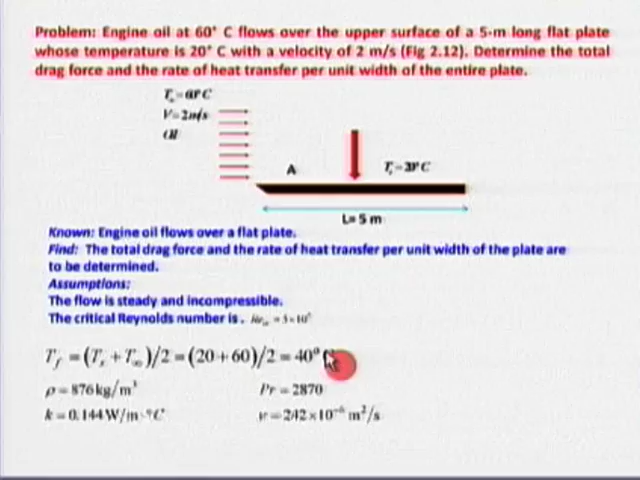 Problem: Engine oil at 60° C flows over the upper surface of a 5-m long flat plate
whose temperature is 20° C with a velocity of 2 m/s (Fig 2.12). Determine the total
drag force and the rate of heat transfer per unit width of the entire plate.
V=2m/s
A
L= 5 m
Known: Engine oil flows over a flat plate.
Find: The total drag force and the rate of heat transfer per unit width of the plate are
to be determined.
Assumptions:
The flow is steady and incompressible.
The critical Reynolds number is.
T_f = (T_s + T_∞)/2 = (20 + 60)/2 = 40°
ρ = 876 kg/m³ Pr = 2870
k = 0.144 W/m·°C ν = 242 × 10⁻⁶ m²/s